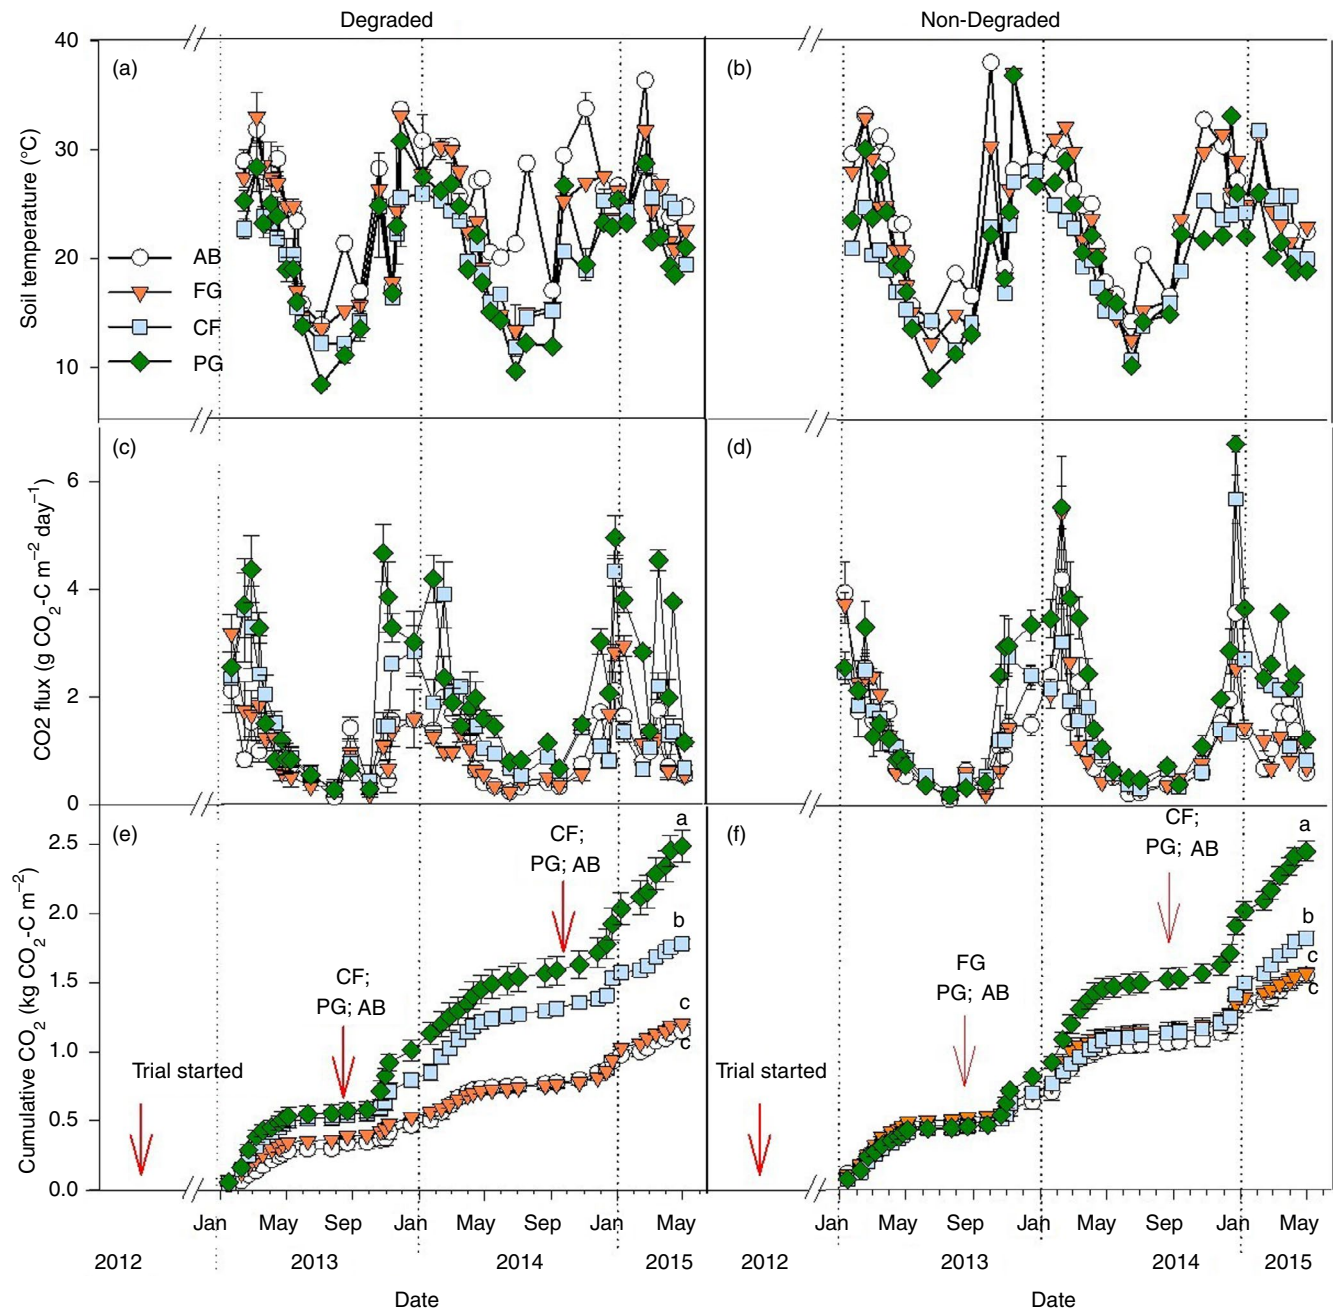 Degraded
Non-Degraded
40
30
20
10
Soil temperature (°C)
(a)
(b)
AB
FG
CF
PG
6
4
2
0
CO2 flux (g CO₂-C m⁻² day⁻¹)
(c)
(d)
2.5
2.0
1.5
1.0
0.5
0.0
Cumulative CO₂ (kg CO₂-C m⁻²)
(e)
CF;
PG; AB
CF;
PG; AB
Trial started
a
b
c
c
(f)
FG
PG; AB
CF;
PG; AB
Trial started
a
b
c
c
Jan May Sep Jan May Sep Jan May
Jan May Sep Jan May Sep Jan May
2012 2013 2014 2015
2012 2013 2014 2015
Date
Date